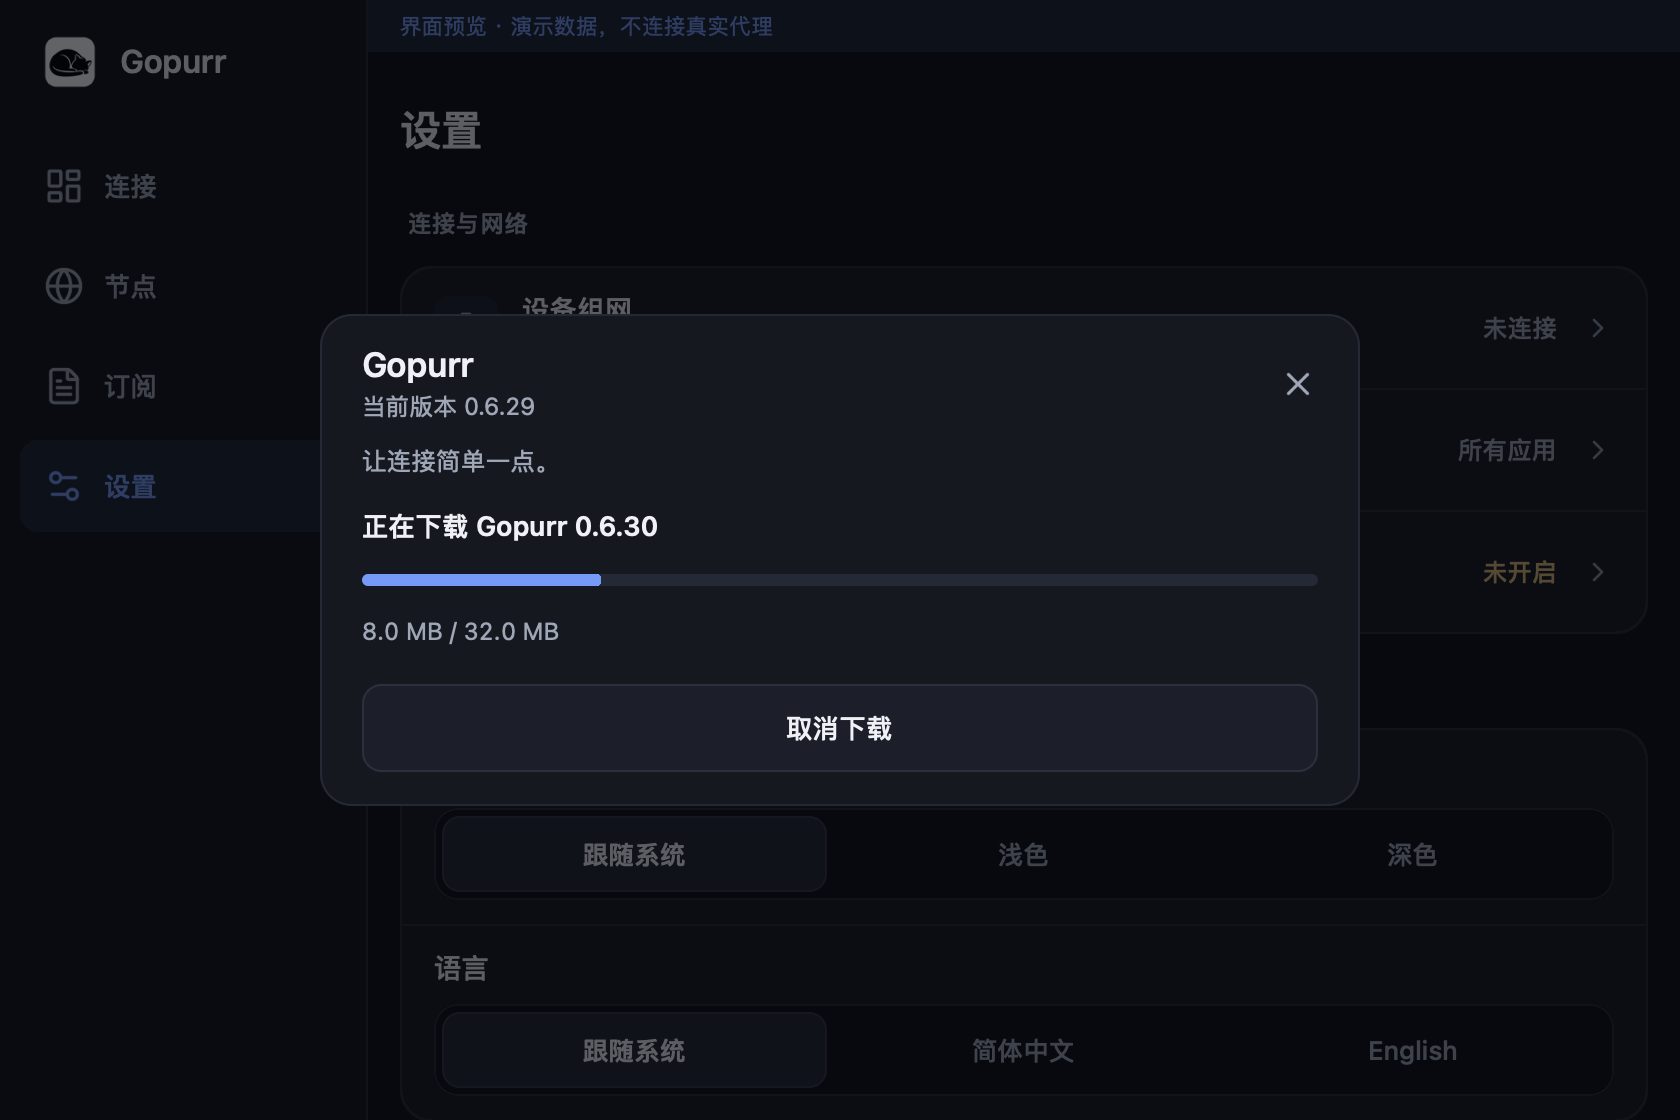 Gopurr
连接
节点
订阅
设置
界面预览 · 演示数据，不连接真实代理
设置
连接与网络
设备组网
未连接
所有应用
未开启
Gopurr
当前版本 0.6.29
让连接简单一点。
正在下载 Gopurr 0.6.30
8.0 MB / 32.0 MB
取消下载
跟随系统 浅色 深色
语言
跟随系统 简体中文 English